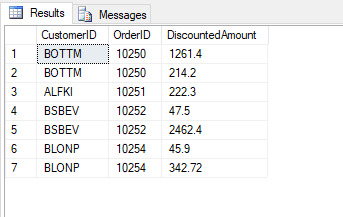 Results Messages
CustomerID OrderID DiscountedAmount
1 BOTTM 10250 1261.4
2 BOTTM 10250 214.2
3 ALFKI 10251 222.3
4 BSBEV 10252 47.5
5 BSBEV 10252 2462.4
6 BLONP 10254 45.9
7 BLONP 10254 342.72